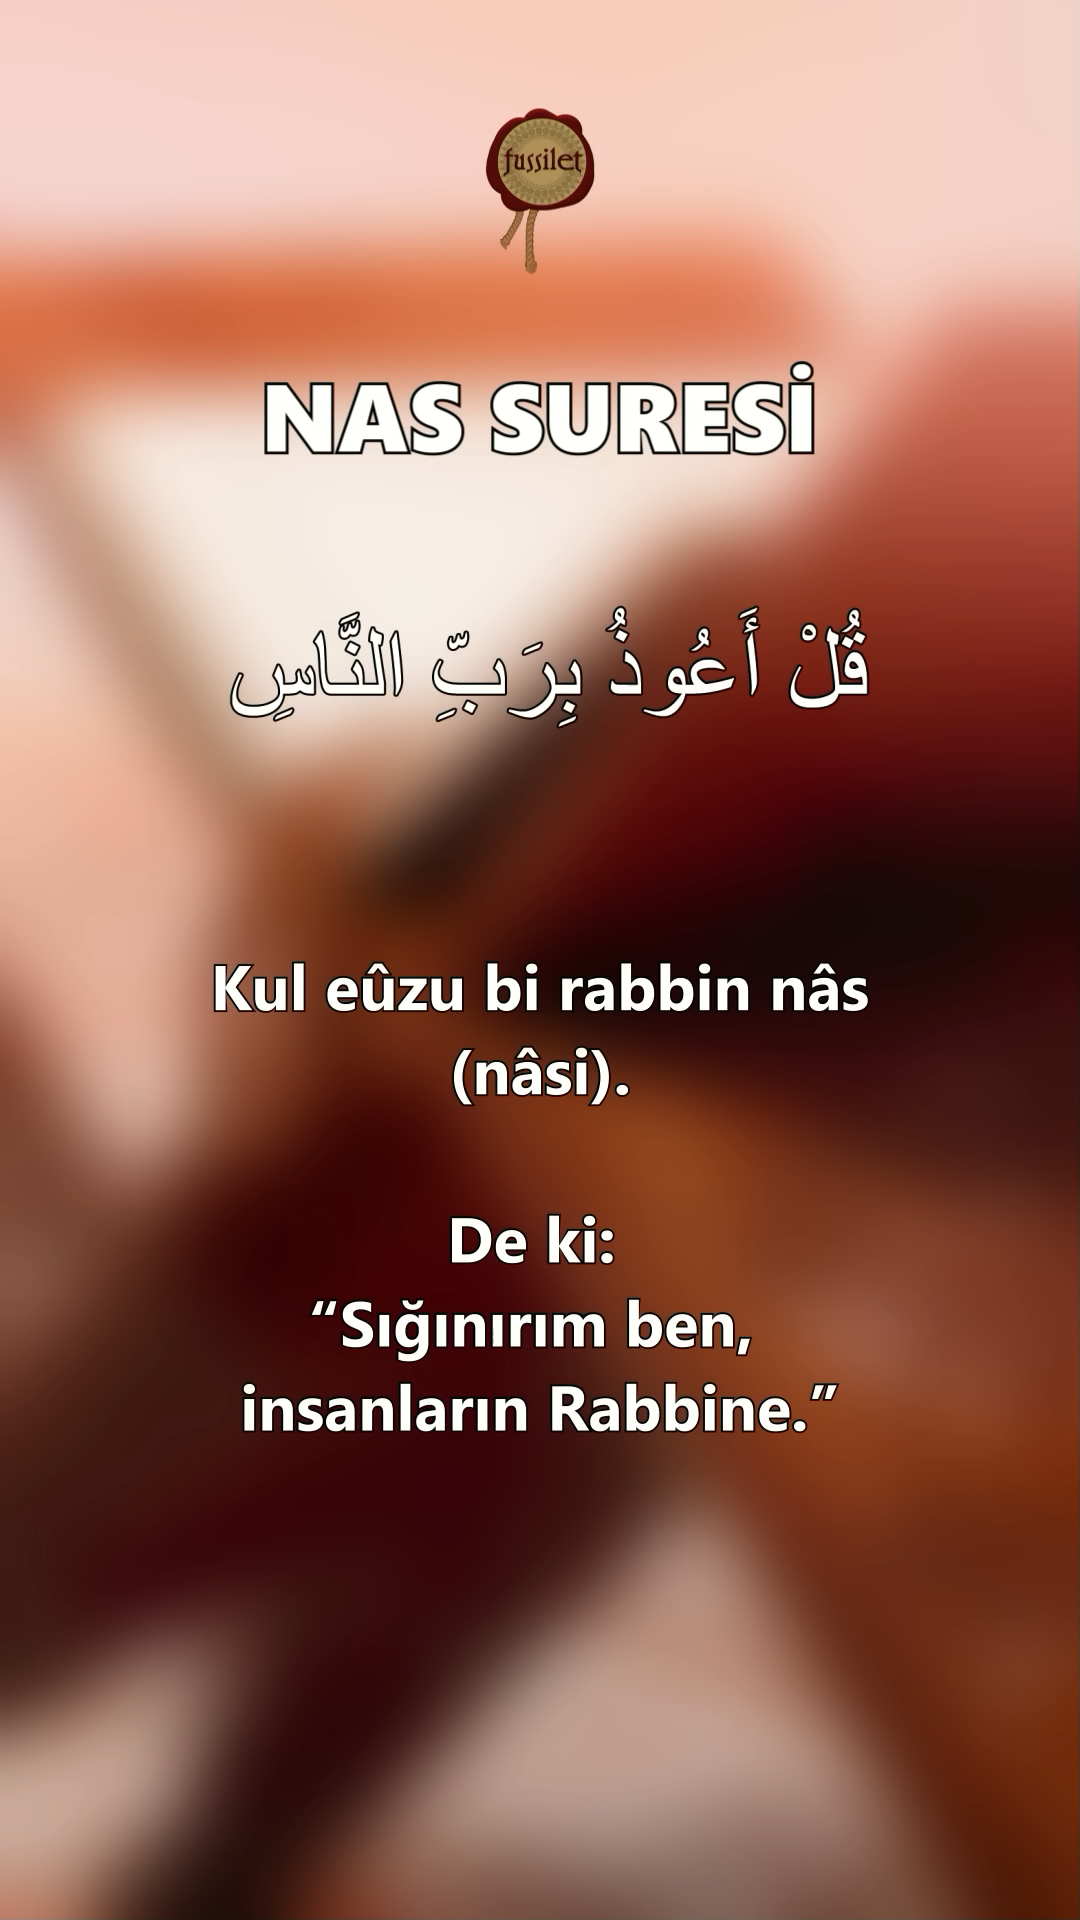 fussilet
NAS SURESİ
قُلْ أَعُوذُ بِرَبِّ النَّاسِ
Kul eûzu bi rabbin nâs
(nâsi).
De ki:
“Sığınırım ben,
insanların Rabbine.”